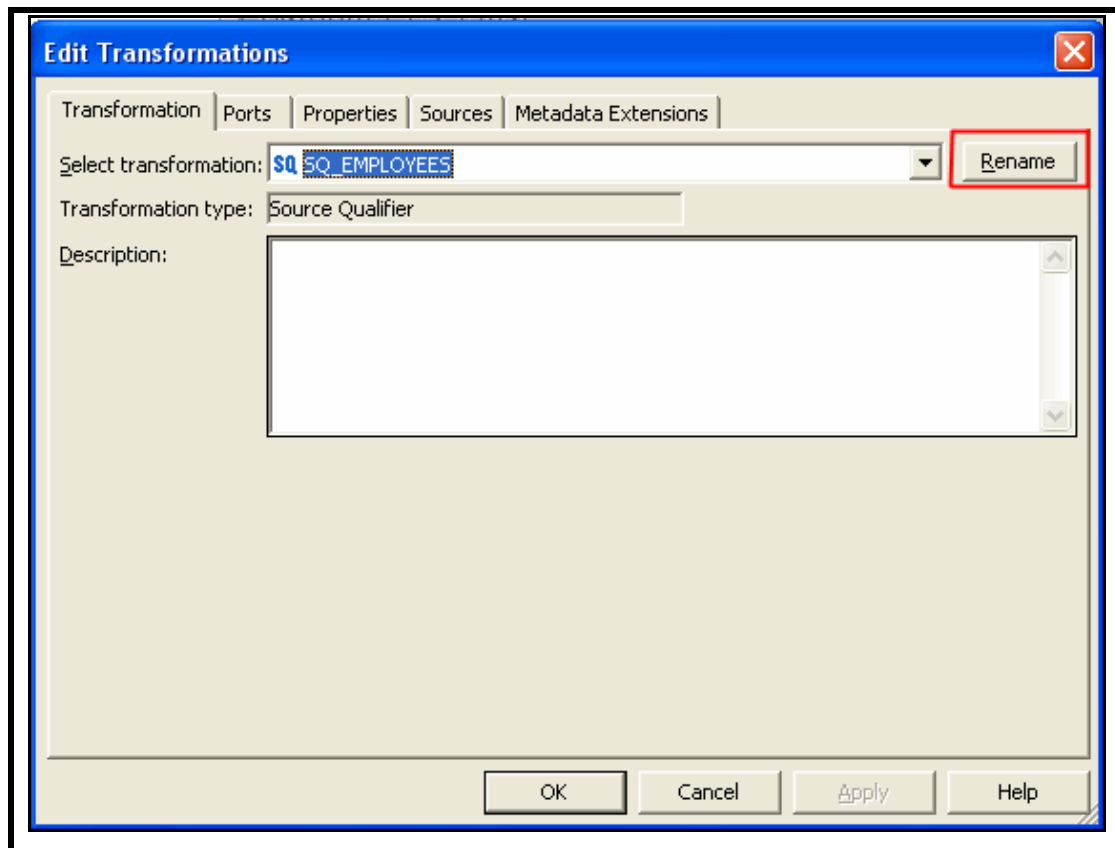 Edit Transformations
Transformation Ports Properties Sources Metadata Extensions
Select transformation: SQ SQ_EMPLOYEES Rename
Transformation type: Source Qualifier
Description:
OK Cancel Apply Help